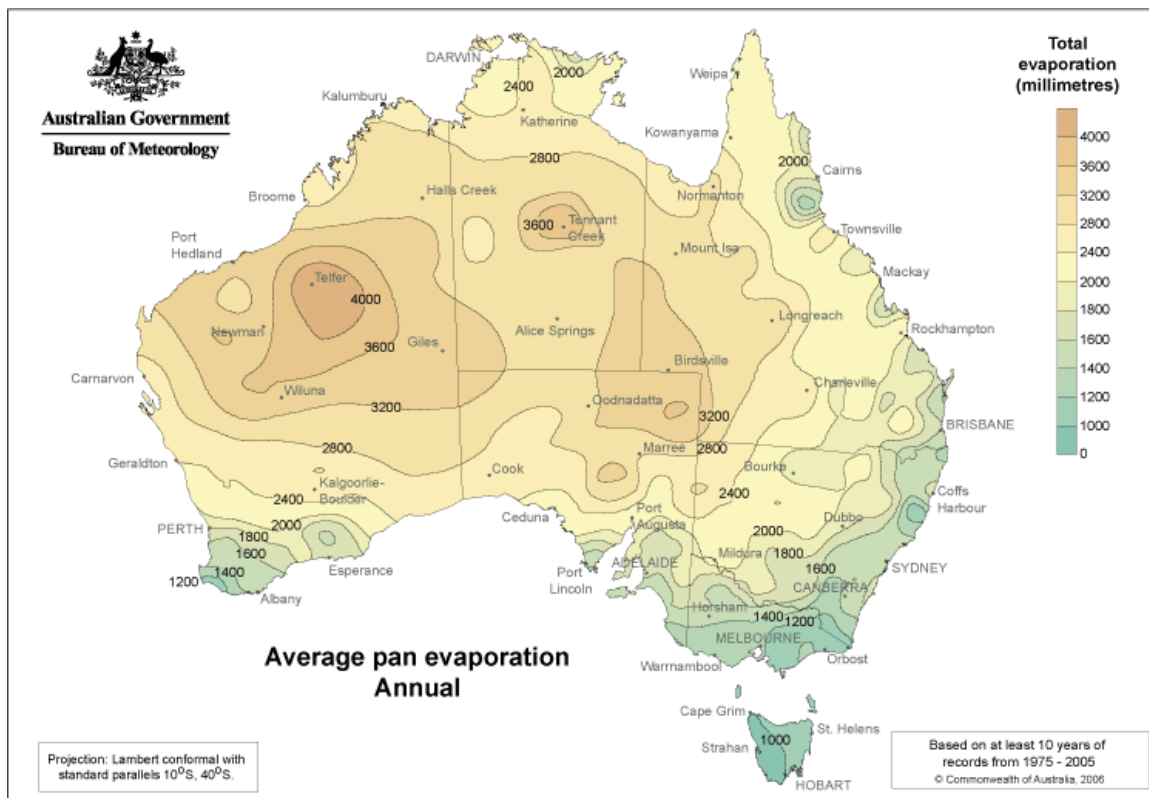 Australian Government
Bureau of Meteorology
Total
evaporation
(millimetres)
4000
3600
3200
2800
2400
2000
1800
1600
1400
1200
1000
0
DARWIN
2000
Weipa
2400
Kalumburu
Katherine
Kowanyama
2800
2000
Cairns
Halls Creek
Normanton
Broome
3600
Tennant
Creek
Townsville
Port
Hedland
Mount Isa
Telfer
Mackay
4000
Newman
Alice Springs
Longreach
Rockhampton
3600
Giles
Birdsville
Carnarvon
Wiluna
Charleville
3200
Oodnadatta
3200
BRISBANE
2800
Marree
2800
Geraldton
Cook
Bourke
Kalgoorlie-
Boulder
2400
2400
Coffs
Harbour
PERTH
2000
Ceduna
Port
Augusta
Dubbo
1800
2000
1600
Mildura
1800
1400
ADELAIDE
1600
SYDNEY
1200
Esperance
Port
Lincoln
CANBERRA
Albany
Horsham
1400
1200
MELBOURNE
Average pan evaporation
Annual
Warrnambool
Orbost
Cape Grim
St. Helens
1000
Strahan
HOBART
Projection: Lambert conformal with
standard parallels 10°S, 40°S.
Based on at least 10 years of
records from 1975 - 2005
© Commonwealth of Australia, 2006